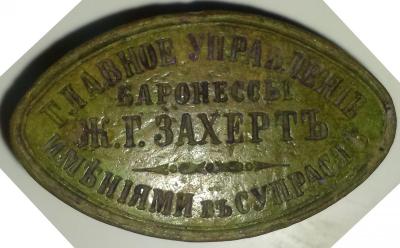 ГЛАВНОЕ УПРАВЛЕНІЕ
БАРОНЕССЫ
Ж. Г. ЗАХЕРТЪ
ИМѢНІЯМИ въ СУПРАСЛѢ